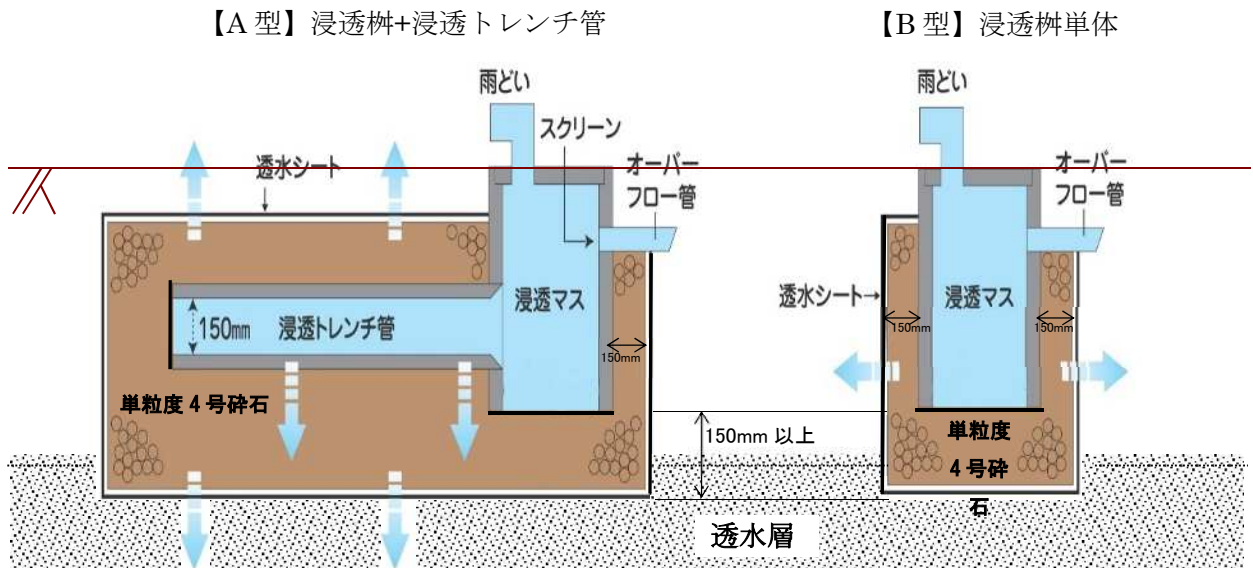 【A型】浸透桝+浸透トレンチ管
雨どい
スクリーン
オーバー
フロー管
透水シート
浸透マス
150mm
浸透トレンチ管
150mm
単粒度4号砕石
150mm 以上
【B型】浸透桝単体
雨どい
オーバー
フロー管
透水シート
浸透マス
150mm
150mm
単粒度
4号砕
石
透水層